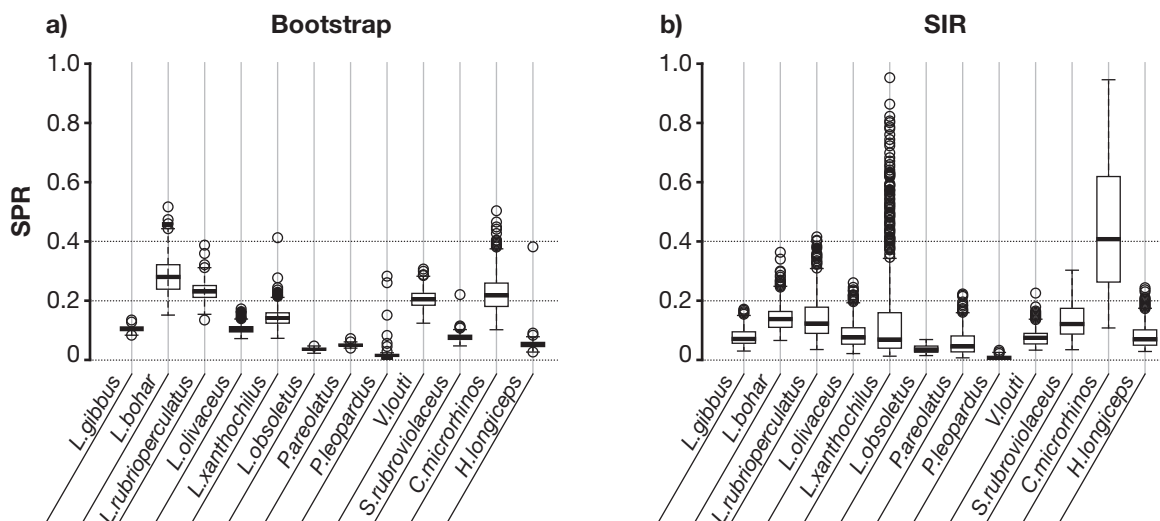 a) Bootstrap
b) SIR
SPR
1.0
0.8
0.6
0.4
0.2
0
L.gibbus
L.bohar
L.rubrioperculatus
L.olivaceus
L.xanthochilus
L.obsoletus
P.areolatus
P.leopardus
V.louti
S.rubroviolaceus
C.microrhinos
H.longiceps
1.0
0.8
0.6
0.4
0.2
0
L.gibbus
L.bohar
L.rubrioperculatus
L.olivaceus
L.xanthochilus
L.obsoletus
P.areolatus
P.leopardus
V.louti
S.rubroviolaceus
C.microrhinos
H.longiceps